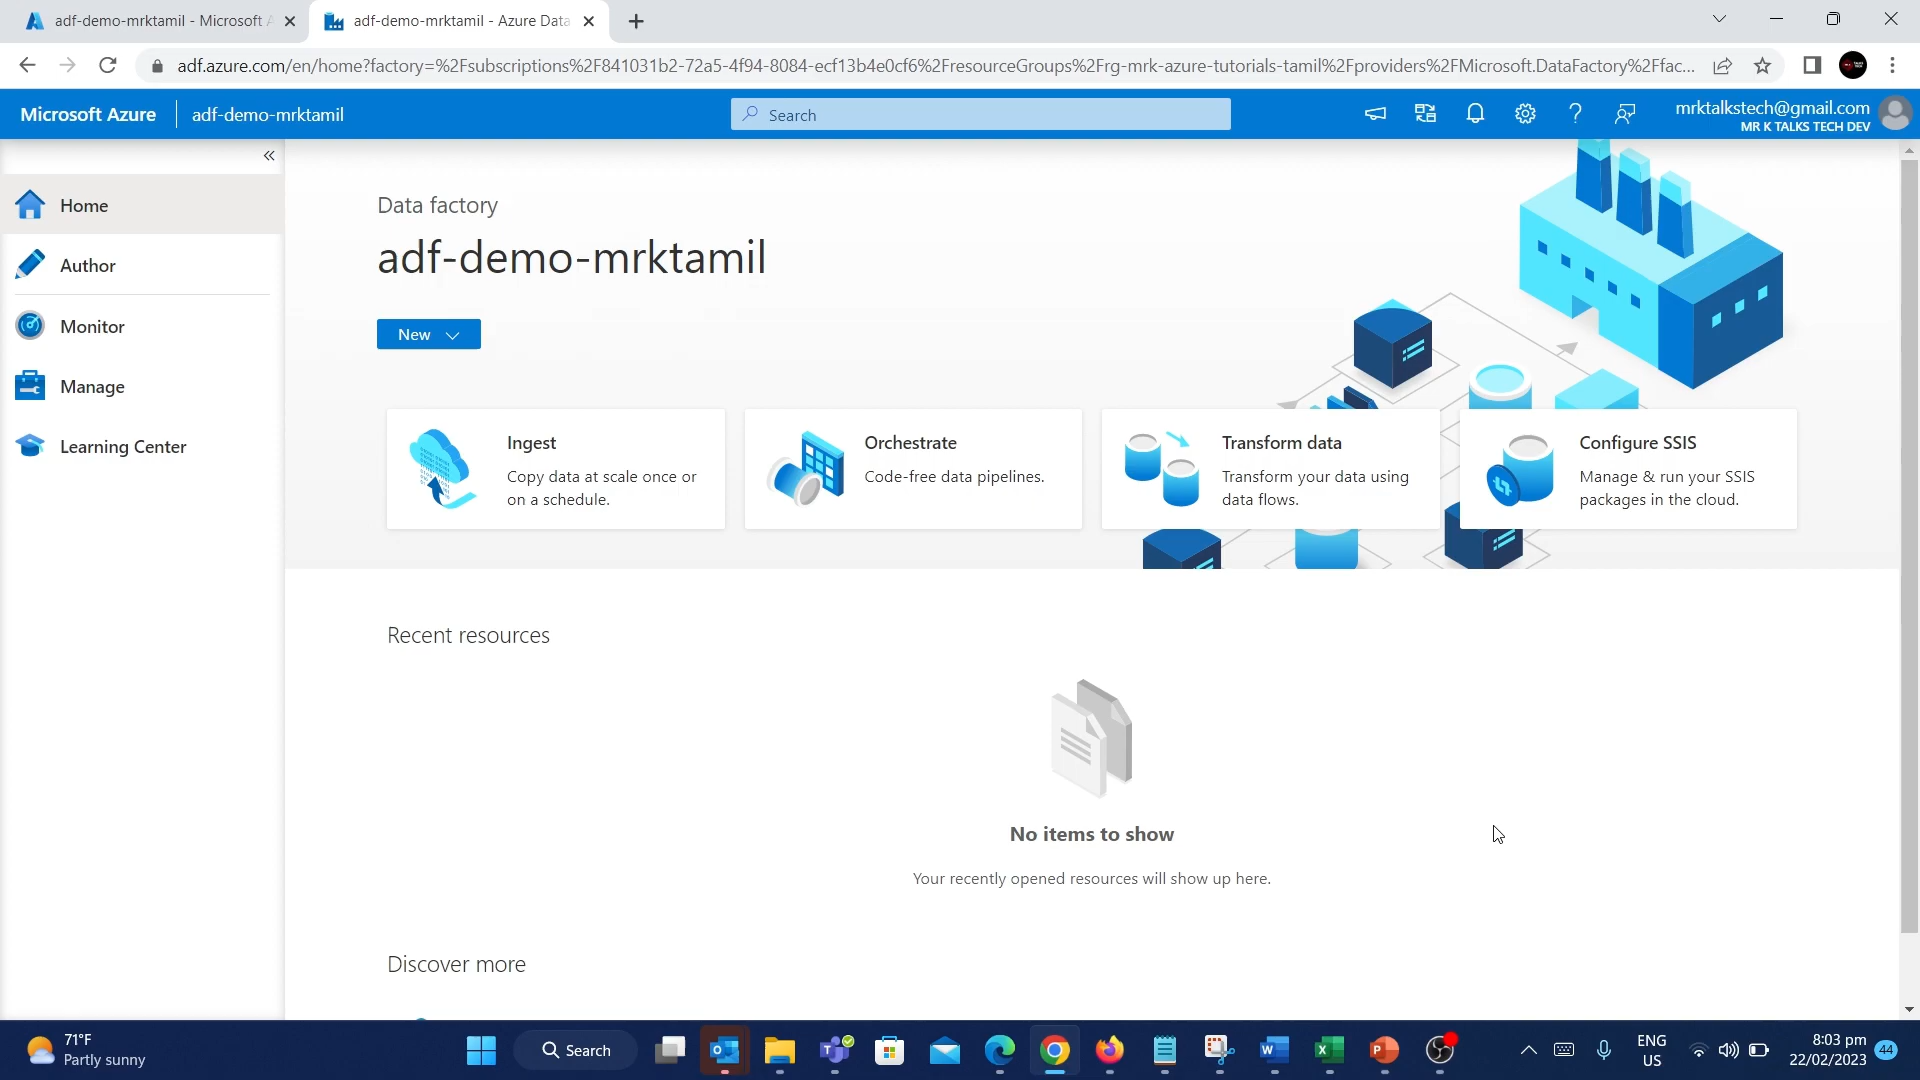 adf-demo-mrktamil - Microsoft A
adf-demo-mrktamil - Azure Data
adf.azure.com/en/home?factory=%2Fsubscriptions%2F841031b2-72a5-4f94-8084-ecf13b4e0cf6%2FresourceGroups%2Frg-mrk-azure-tutorials-tamil%2Fproviders%2FMicrosoft.DataFactory%2Ffac...
Microsoft Azure
adf-demo-mrktamil
Search
mrktalkstech@gmail.com
MR K TALKS TECH DEV
Home
Author
Monitor
Manage
Learning Center
Data factory
adf-demo-mrktamil
New
Ingest
Copy data at scale once or
on a schedule.
Orchestrate
Code-free data pipelines.
Transform data
Transform your data using
data flows.
Configure SSIS
Manage & run your SSIS
packages in the cloud.
Recent resources
No items to show
Your recently opened resources will show up here.
Discover more
71°F
Partly sunny
Search
ENG
US
8:03 pm
22/02/2023
44